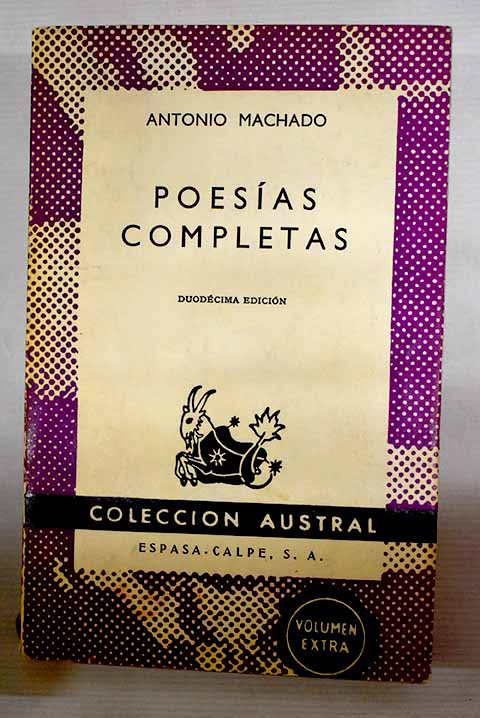 ANTONIO MACHADO
POESÍAS
COMPLETAS
DUODÉCIMA EDICIÓN
COLECCION AUSTRAL
ESPASA-CALPE, S. A.
VOLUMEN
EXTRA